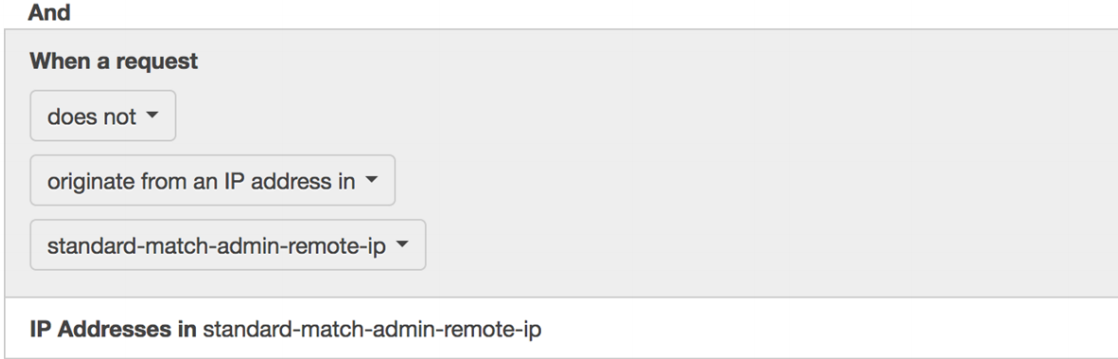 And
When a request
does not
originate from an IP address in
standard-match-admin-remote-ip
IP Addresses in standard-match-admin-remote-ip